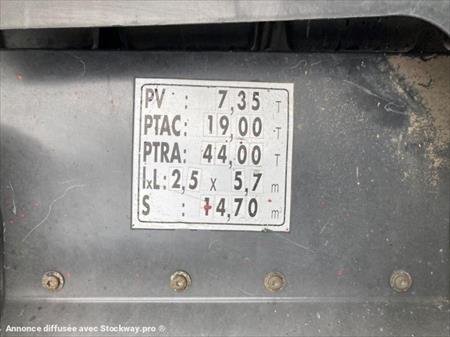 PV : 7,35 T
PTAC : 19,00 T
PTRA : 44,00 T
lxL : 2,5 x 5,7 m
S : 14,70 m²
Annonce diffusée avec Stockway.pro ®